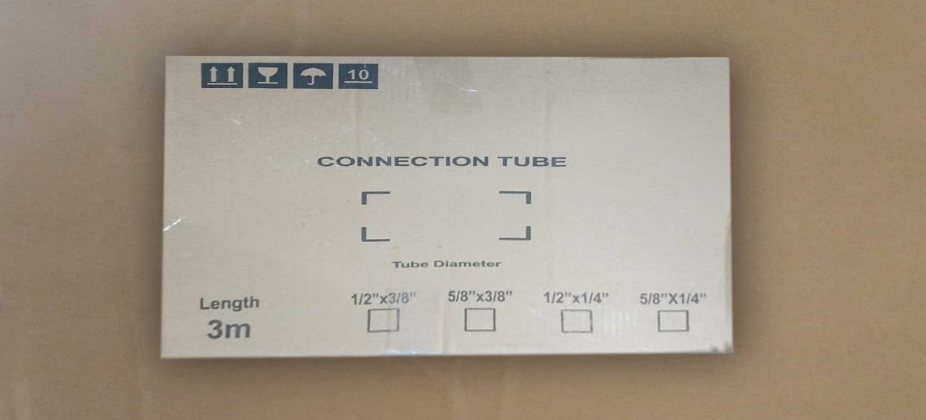 10
CONNECTION TUBE
Tube Diameter
1/2"x3/8" 5/8"x3/8" 1/2"x1/4" 5/8"X1/4"
Length
3m